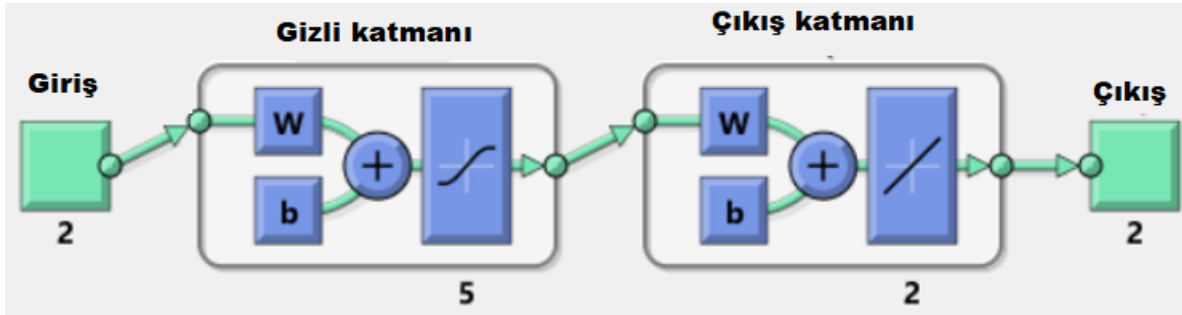 Gizli katmanı
Çıkış katmanı
Giriş
Çıkış
W
b
+
W
b
+
2
5
2
2